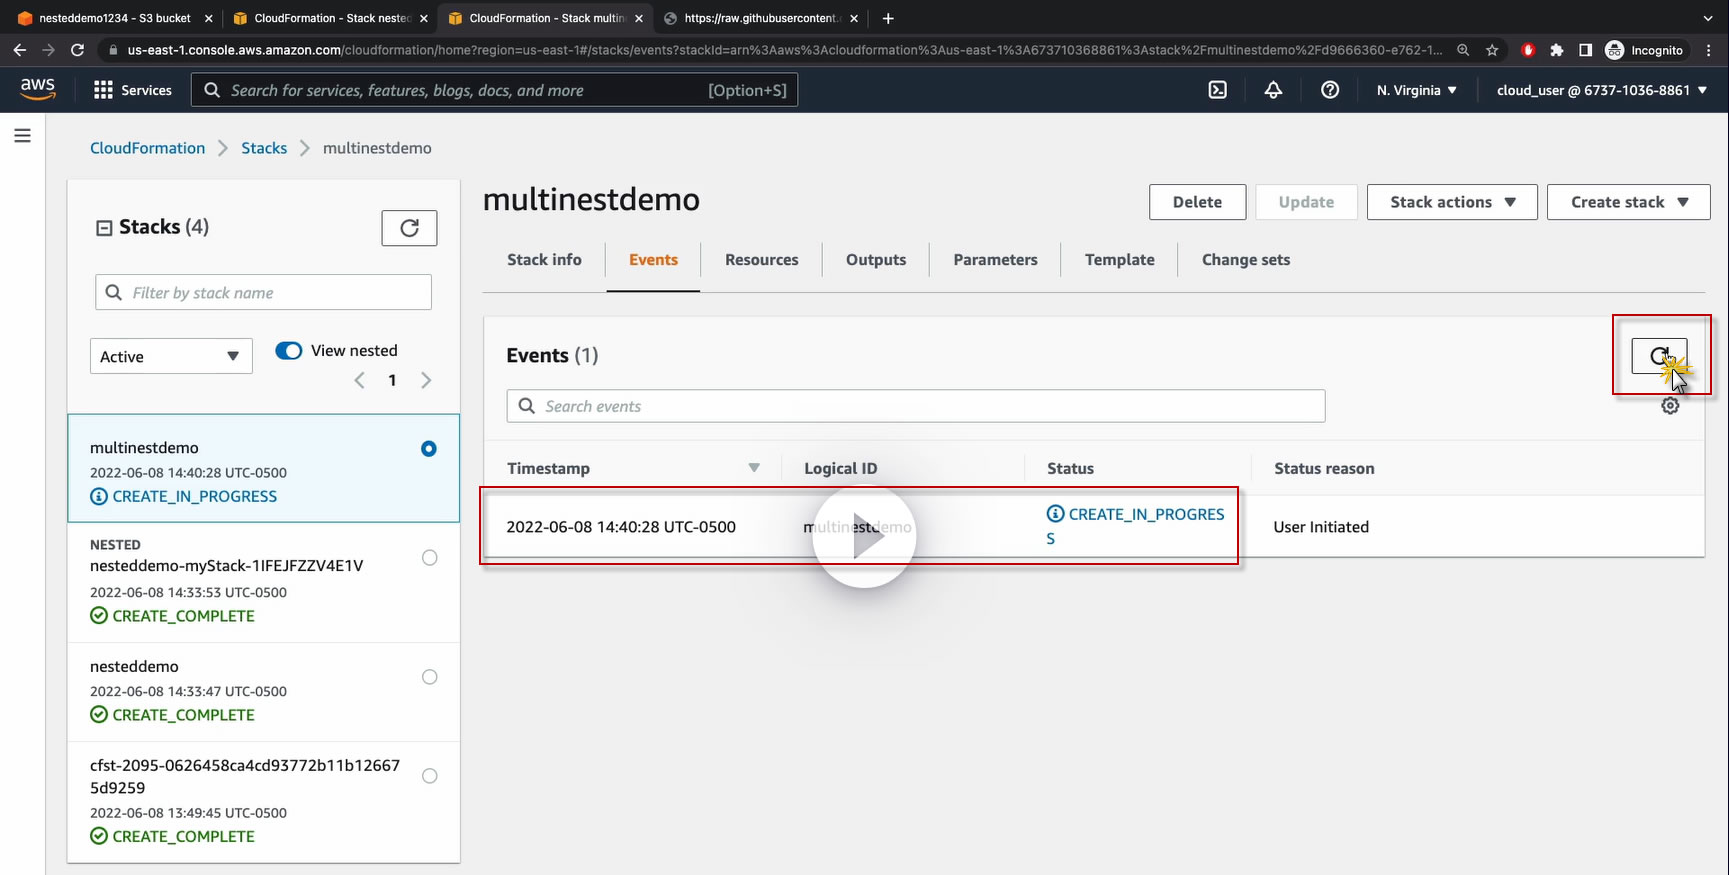 nesteddemo1234 - S3 bucket
CloudFormation - Stack nested
CloudFormation - Stack multin
https://raw.githubusercontent.
us-east-1.console.aws.amazon.com/cloudformation/home?region=us-east-1#/stacks/events?stackId=arn%3Aaws%3Acloudformation%3Aus-east-1%3A673710368861%3Astack%2Fmultinestdemo%2Fd9666360-e762-1...
Incognito
aws
Services
Search for services, features, blogs, docs, and more
[Option+S]
N. Virginia
cloud_user @ 6737-1036-8861
CloudFormation
Stacks
multinestdemo
Stacks (4)
Filter by stack name
Active
View nested
1
multinestdemo
2022-06-08 14:40:28 UTC-0500
CREATE_IN_PROGRESS
NESTED
nesteddemo-myStack-1IFEJFZZV4E1V
2022-06-08 14:33:53 UTC-0500
CREATE_COMPLETE
nesteddemo
2022-06-08 14:33:47 UTC-0500
CREATE_COMPLETE
cfst-2095-0626458ca4cd93772b11b12667
5d9259
2022-06-08 13:49:45 UTC-0500
CREATE_COMPLETE
multinestdemo
Delete
Update
Stack actions
Create stack
Stack info
Events
Resources
Outputs
Parameters
Template
Change sets
Events (1)
Search events
Timestamp
Logical ID
Status
Status reason
2022-06-08 14:40:28 UTC-0500
multinestdemo
CREATE_IN_PROGRES
S
User Initiated